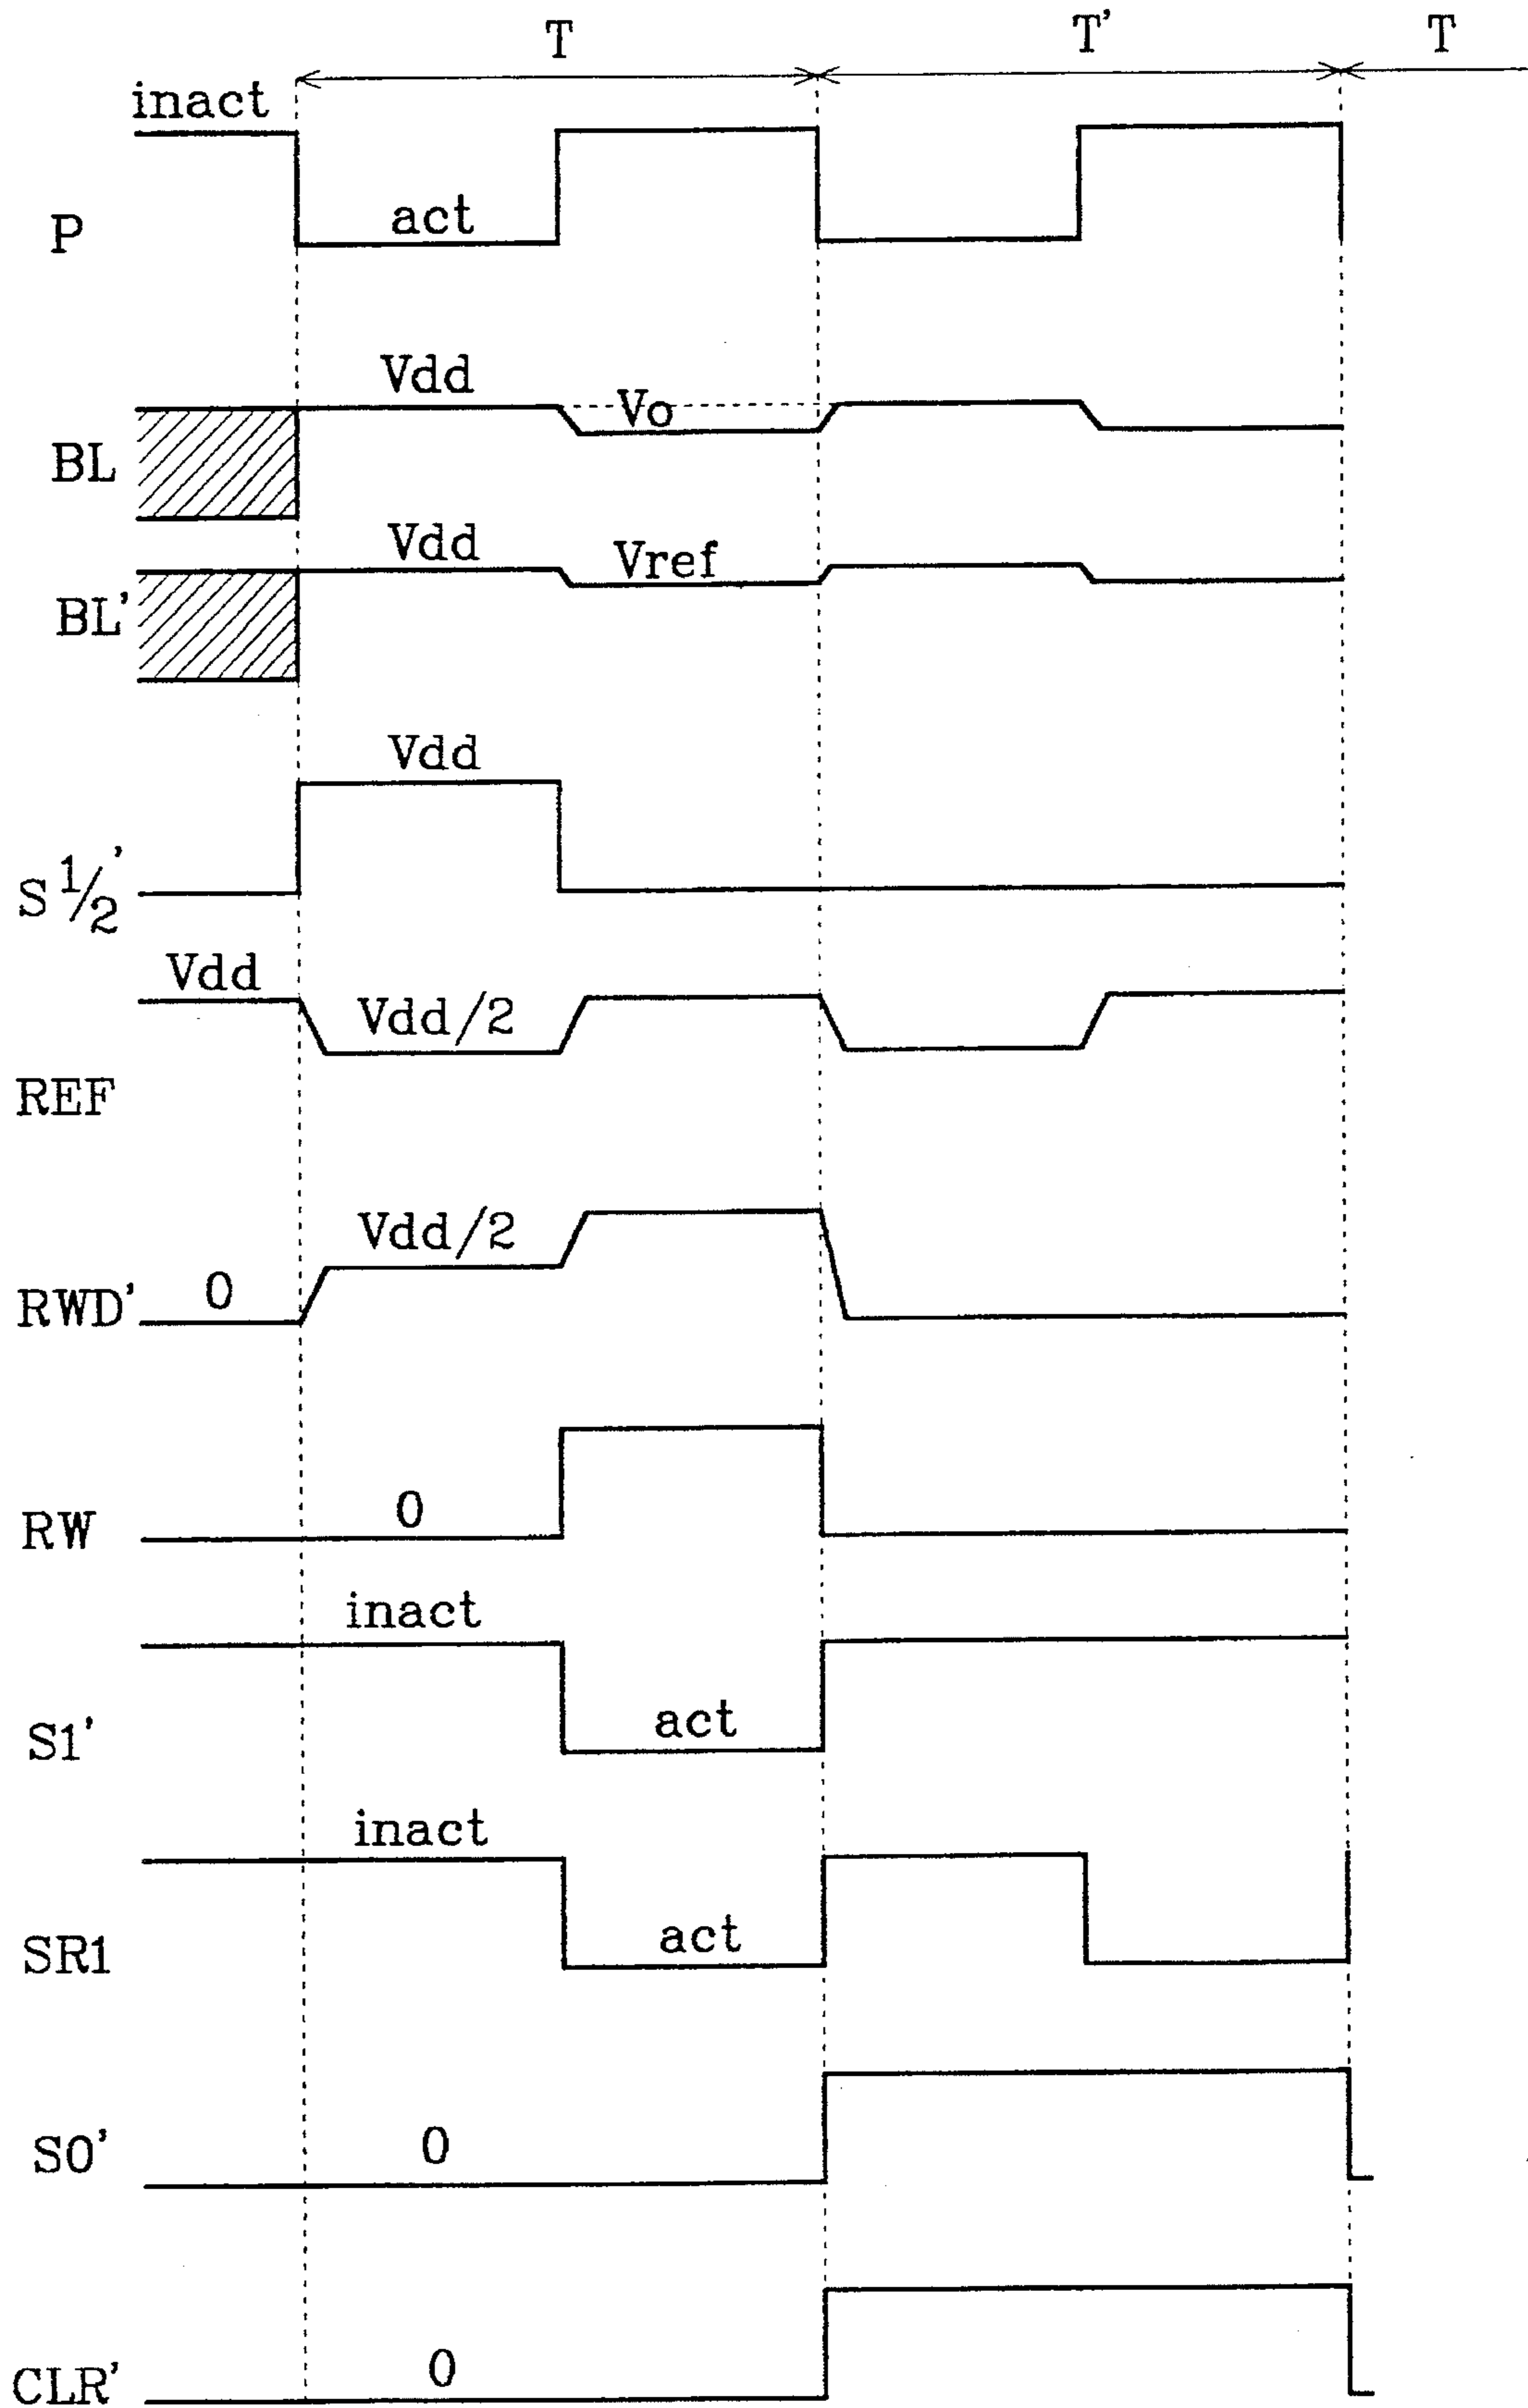 T T' T
inact
act
P
Vdd
Vo
BL
Vdd
Vref
BL'
Vdd
S 1/2'
Vdd
Vdd/2
REF
Vdd/2
0
RWD'
0
RW
inact
act
S1'
inact
act
SR1
0
S0'
0
CLR'